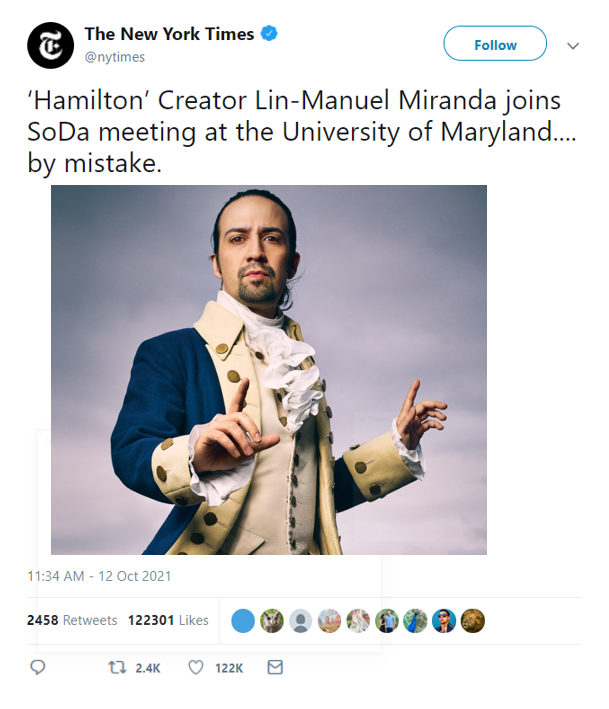 The New York Times
@nytimes
Follow
‘Hamilton’ Creator Lin-Manuel Miranda joins
SoDa meeting at the University of Maryland....
by mistake.
11:34 AM - 12 Oct 2021
2458 Retweets 122301 Likes
2.4K 122K